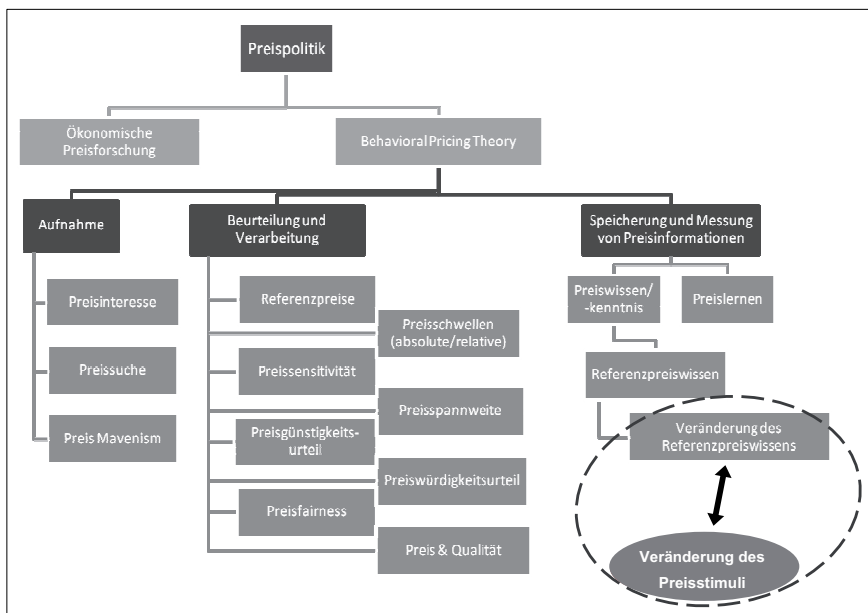 Preispolitik
Ökonomische
Preisforschung
Behavioral Pricing Theory
Aufnahme
Preisinteresse
Preissuche
Preis Mavenism
Beurteilung und
Verarbeitung
Referenzpreise
Preisschwellen
(absolute/relative)
Preissensitivität
Preisspannweite
Preisgünstigkeits-
urteil
Preiswürdigkeitsurteil
Preisfairness
Preis & Qualität
Speicherung und Messung
von Preisinformationen
Preiswissen/
-kenntnis
Preislernen
Referenzpreiswissen
Veränderung des
Referenzpreiswissens
Veränderung des
Preisstimuli